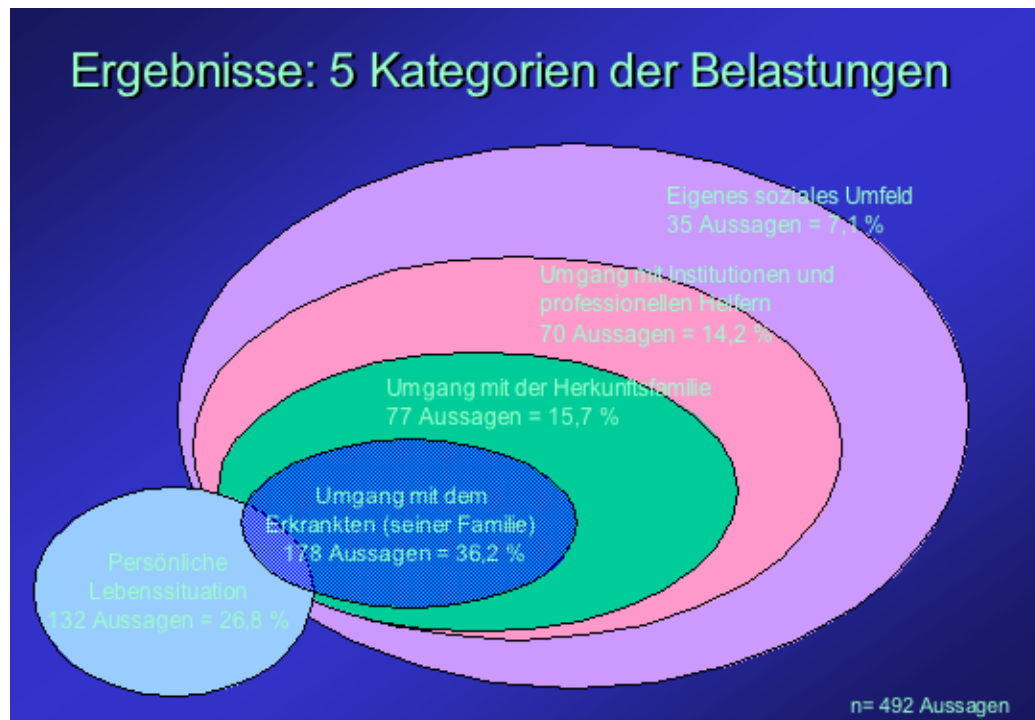 Ergebnisse: 5 Kategorien der Belastungen
Eigenes soziales Umfeld
35 Aussagen = 7,1 %
Umgang mit Institutionen und
professionellen Helfern
70 Aussagen = 14,2 %
Umgang mit der Herkunftsfamilie
77 Aussagen = 15,7 %
Umgang mit dem
Erkrankten (seiner Familie)
178 Aussagen = 36,2 %
Persönliche
Lebenssituation
132 Aussagen = 26,8 %
n= 492 Aussagen